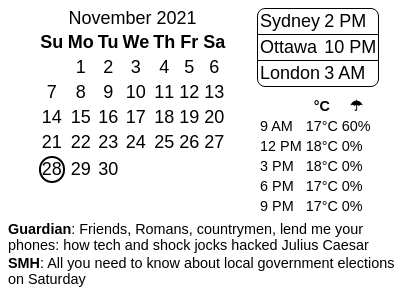 November 2021
Su Mo Tu We Th Fr Sa
1 2 3 4 5 6
7 8 9 10 11 12 13
14 15 16 17 18 19 20
21 22 23 24 25 26 27
28 29 30
Sydney 2 PM
Ottawa 10 PM
London 3 AM
°C ☂
9 AM 17°C 60%
12 PM 18°C 0%
3 PM 18°C 0%
6 PM 17°C 0%
9 PM 17°C 0%
Guardian: Friends, Romans, countrymen, lend me your
phones: how tech and shock jocks hacked Julius Caesar
SMH: All you need to know about local government elections
on Saturday